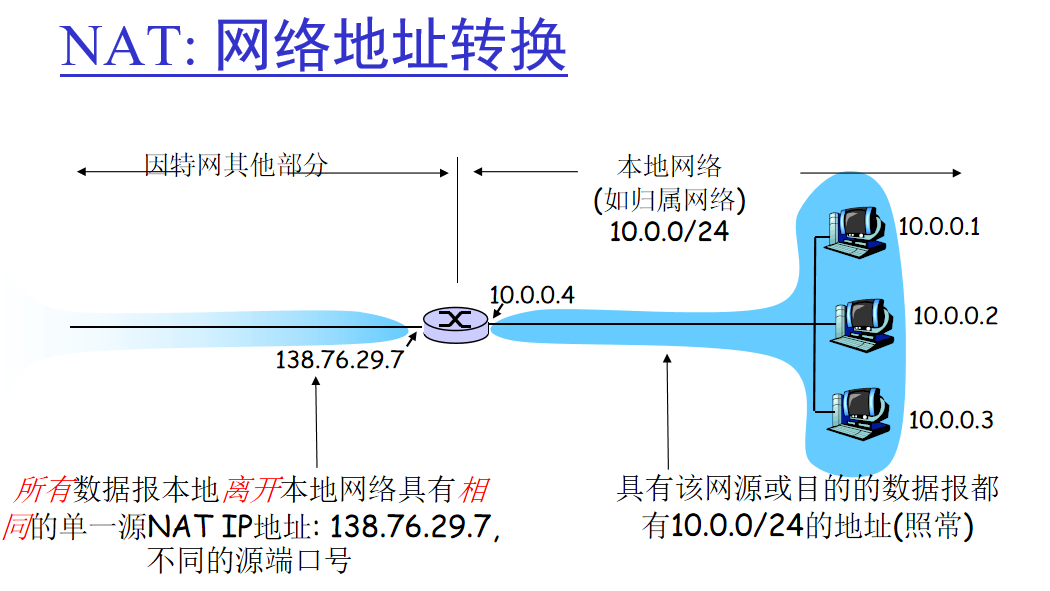 NAT: 网络地址转换
因特网其他部分
本地网络
(如归属网络)
10.0.0/24
10.0.0.1
10.0.0.4
10.0.0.2
138.76.29.7
10.0.0.3
所有数据报本地离开本地网络具有相
同的单一源NAT IP地址: 138.76.29.7,
不同的源端口号
具有该网源或目的的数据报都
有10.0.0/24的地址(照常)